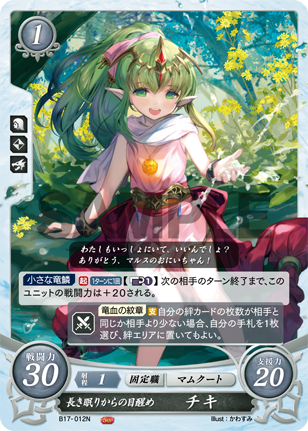 1
わたしもいっしょにいて、いいんでしょ?
ありがとう、マルスのおにいちゃん!
小さな竜鱗 起 1ターンに1回 【1】次の相手のターン終了まで、この
ユニットの戦闘力は+20される。
竜血の紋章 支 自分の絆カードの枚数が相手と
同じか相手より少ない場合、自分の手札を1枚
選び、絆エリアに置いてもよい。
戦闘力
30
射程 1 固定職 マムクート
支援力
20
長き眠りからの目醒め チキ
B17-012N
Illust:かわすみ